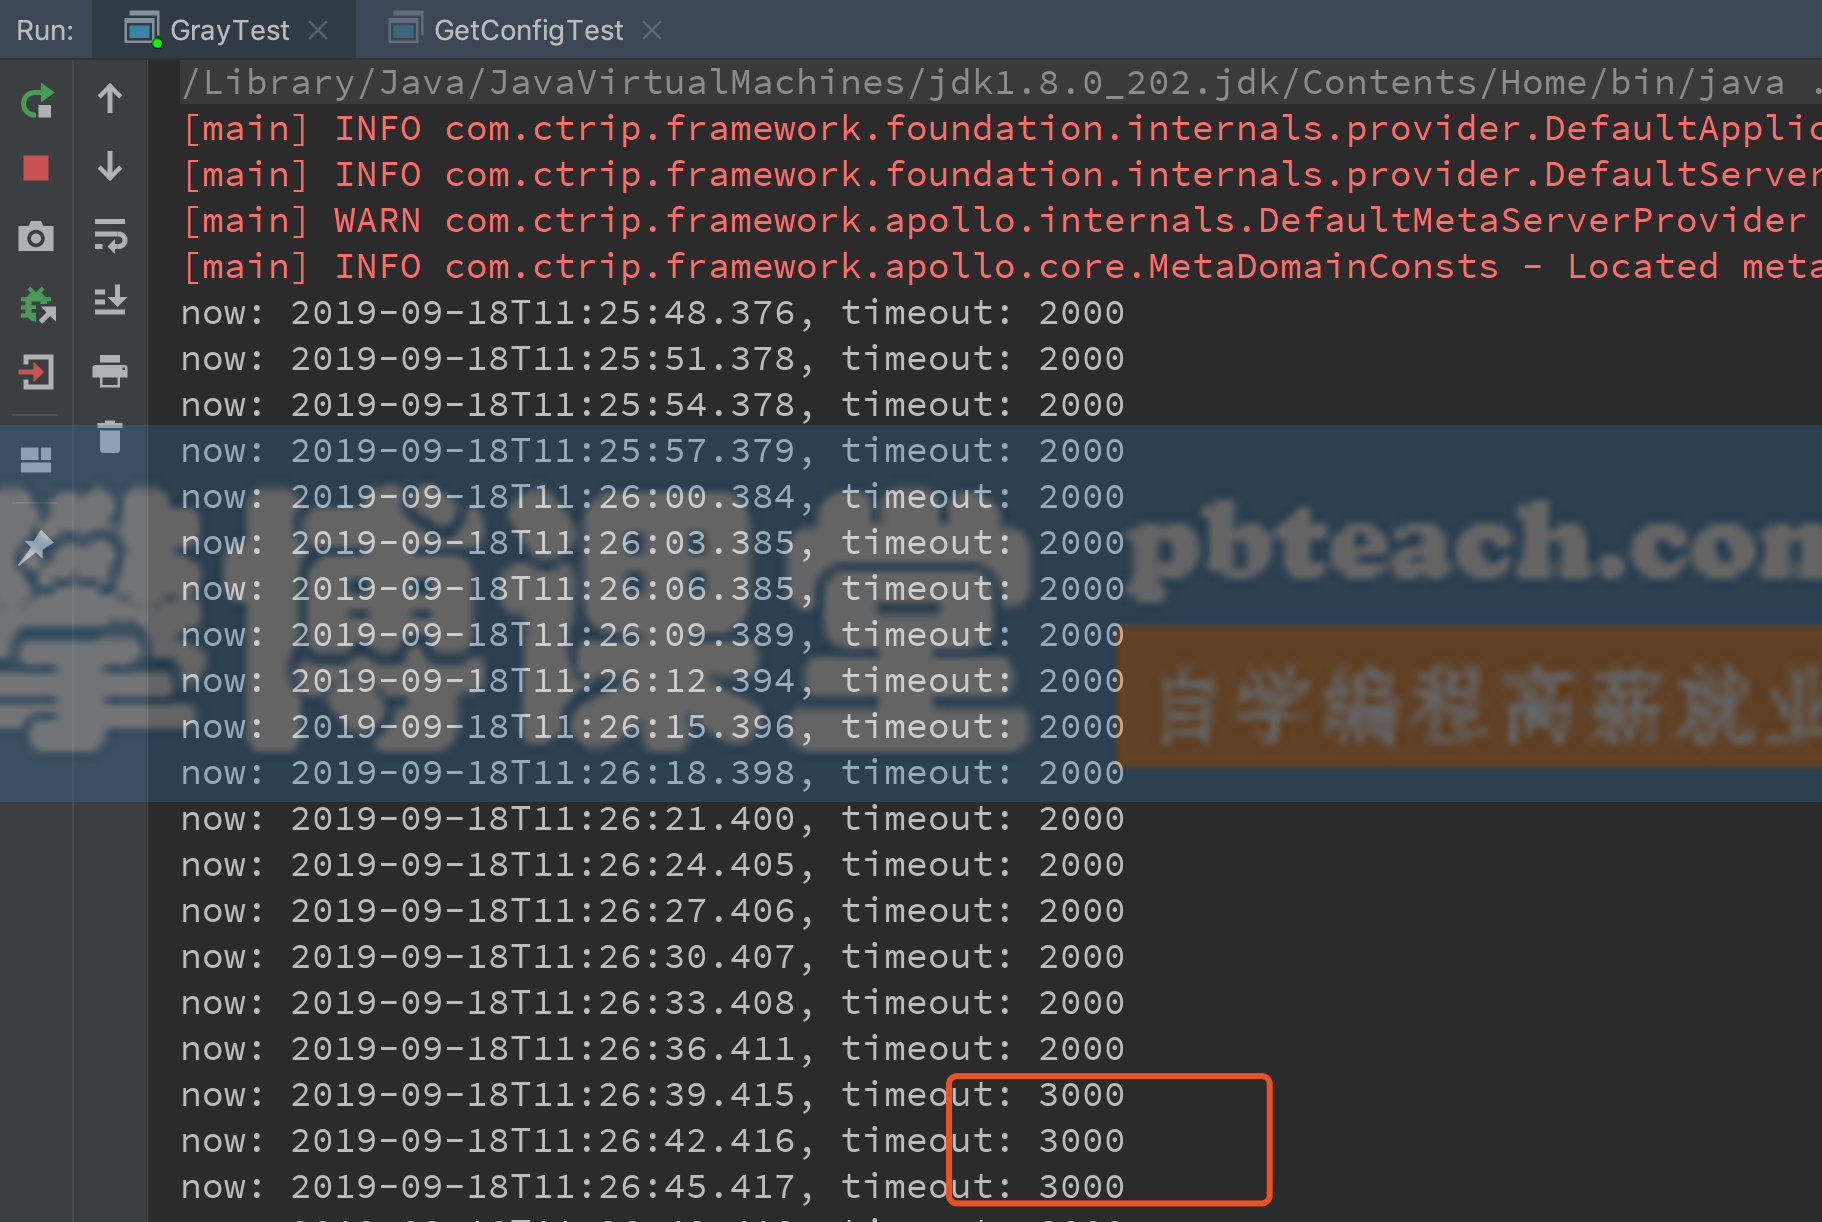 Run: GrayTest GetConfigTest
/Library/Java/JavaVirtualMachines/jdk1.8.0_202.jdk/Contents/Home/bin/java .
[main] INFO com.ctrip.framework.foundation.internals.provider.DefaultApplic
[main] INFO com.ctrip.framework.foundation.internals.provider.DefaultServer
[main] WARN com.ctrip.framework.apollo.internals.DefaultMetaServerProvider
[main] INFO com.ctrip.framework.apollo.core.MetaDomainConsts - Located meta
now: 2019-09-18T11:25:48.376, timeout: 2000
now: 2019-09-18T11:25:51.378, timeout: 2000
now: 2019-09-18T11:25:54.378, timeout: 2000
now: 2019-09-18T11:25:57.379, timeout: 2000
now: 2019-09-18T11:26:00.384, timeout: 2000
now: 2019-09-18T11:26:03.385, timeout: 2000
now: 2019-09-18T11:26:06.385, timeout: 2000
now: 2019-09-18T11:26:09.389, timeout: 2000
now: 2019-09-18T11:26:12.394, timeout: 2000
now: 2019-09-18T11:26:15.396, timeout: 2000
now: 2019-09-18T11:26:18.398, timeout: 2000
now: 2019-09-18T11:26:21.400, timeout: 2000
now: 2019-09-18T11:26:24.405, timeout: 2000
now: 2019-09-18T11:26:27.406, timeout: 2000
now: 2019-09-18T11:26:30.407, timeout: 2000
now: 2019-09-18T11:26:33.408, timeout: 2000
now: 2019-09-18T11:26:36.411, timeout: 2000
now: 2019-09-18T11:26:39.415, timeout: 3000
now: 2019-09-18T11:26:42.416, timeout: 3000
now: 2019-09-18T11:26:45.417, timeout: 3000
博课堂
pbteach.com
自学编程高薪就业